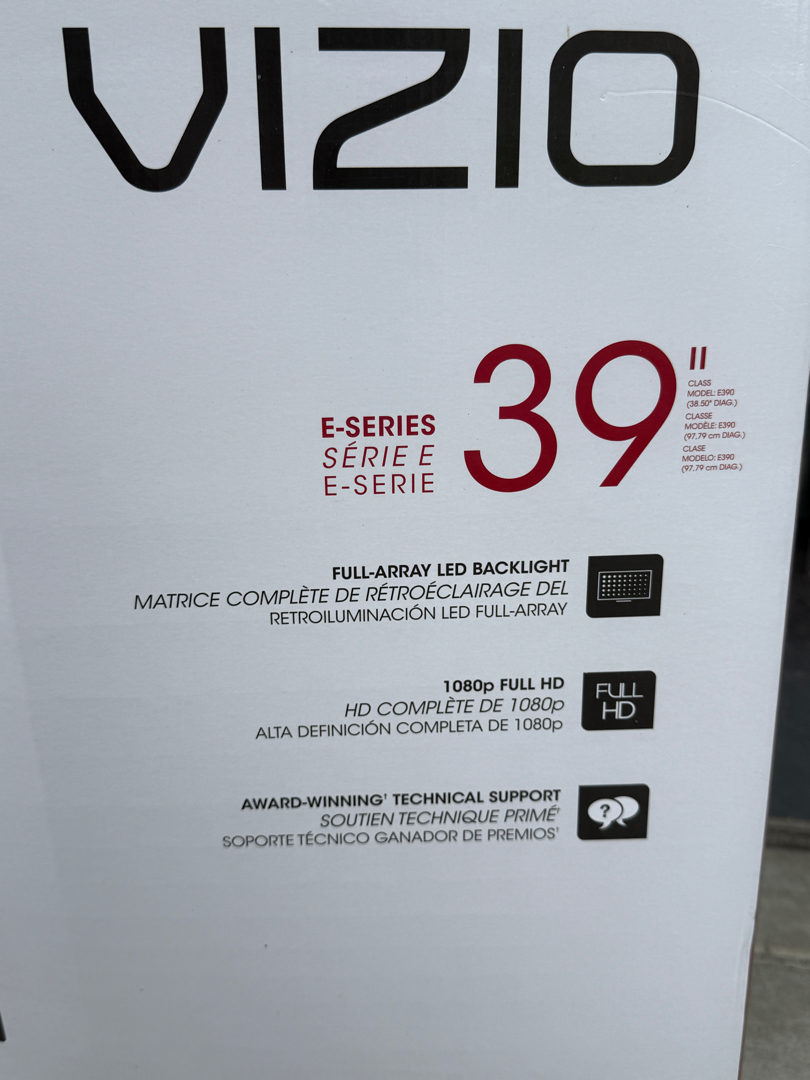 VIZIO
39"
E-SERIES
SÉRIE E
E-SERIE
CLASS
MODEL: E390
(38.50" DIAG.)
CLASSE
MODÈLE: E390
(97.79 cm DIAG.)
CLASE
MODELO: E390
(97.79 cm DIAG.)
FULL-ARRAY LED BACKLIGHT
MATRICE COMPLÈTE DE RÉTROÉCLAIRAGE DEL
RETROILUMINACIÓN LED FULL-ARRAY
1080p FULL HD
HD COMPLÈTE DE 1080p
ALTA DEFINICIÓN COMPLETA DE 1080p
FULL
HD
AWARD-WINNING† TECHNICAL SUPPORT
SOUTIEN TECHNIQUE PRIMɆ
SOPORTE TÉCNICO GANADOR DE PREMIOS†
?